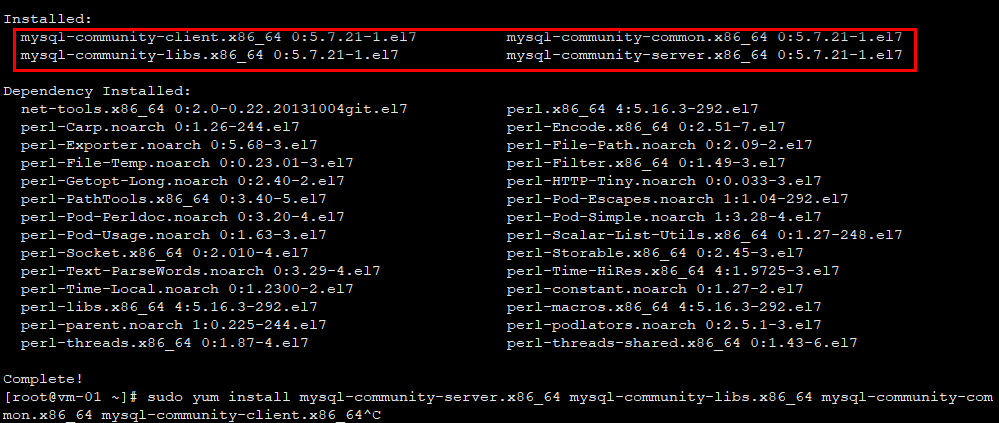 Installed:
mysql-community-client.x86_64 0:5.7.21-1.el7 mysql-community-common.x86_64 0:5.7.21-1.el7
mysql-community-libs.x86_64 0:5.7.21-1.el7 mysql-community-server.x86_64 0:5.7.21-1.el7
Dependency Installed:
net-tools.x86_64 0:2.0-0.22.20131004git.el7 perl.x86_64 4:5.16.3-292.el7
perl-Carp.noarch 0:1.26-244.el7 perl-Encode.x86_64 0:2.51-7.el7
perl-Exporter.noarch 0:5.68-3.el7 perl-File-Path.noarch 0:2.09-2.el7
perl-File-Temp.noarch 0:0.23.01-3.el7 perl-Filter.x86_64 0:1.49-3.el7
perl-Getopt-Long.noarch 0:2.40-2.el7 perl-HTTP-Tiny.noarch 0:0.033-3.el7
perl-PathTools.x86_64 0:3.40-5.el7 perl-Pod-Escapes.noarch 1:1.04-292.el7
perl-Pod-Perldoc.noarch 0:3.20-4.el7 perl-Pod-Simple.noarch 1:3.28-4.el7
perl-Pod-Usage.noarch 0:1.63-3.el7 perl-Scalar-List-Utils.x86_64 0:1.27-248.el7
perl-Socket.x86_64 0:2.010-4.el7 perl-Storable.x86_64 0:2.45-3.el7
perl-Text-ParseWords.noarch 0:3.29-4.el7 perl-Time-HiRes.x86_64 4:1.9725-3.el7
perl-Time-Local.noarch 0:1.2300-2.el7 perl-constant.noarch 0:1.27-2.el7
perl-libs.x86_64 4:5.16.3-292.el7 perl-macros.x86_64 4:5.16.3-292.el7
perl-parent.noarch 1:0.225-244.el7 perl-podlators.noarch 0:2.5.1-3.el7
perl-threads.x86_64 0:1.87-4.el7 perl-threads-shared.x86_64 0:1.43-6.el7
Complete!
[root@vm-01 ~]# sudo yum install mysql-community-server.x86_64 mysql-community-libs.x86_64 mysql-community-com
mon.x86_64 mysql-community-client.x86_64^C